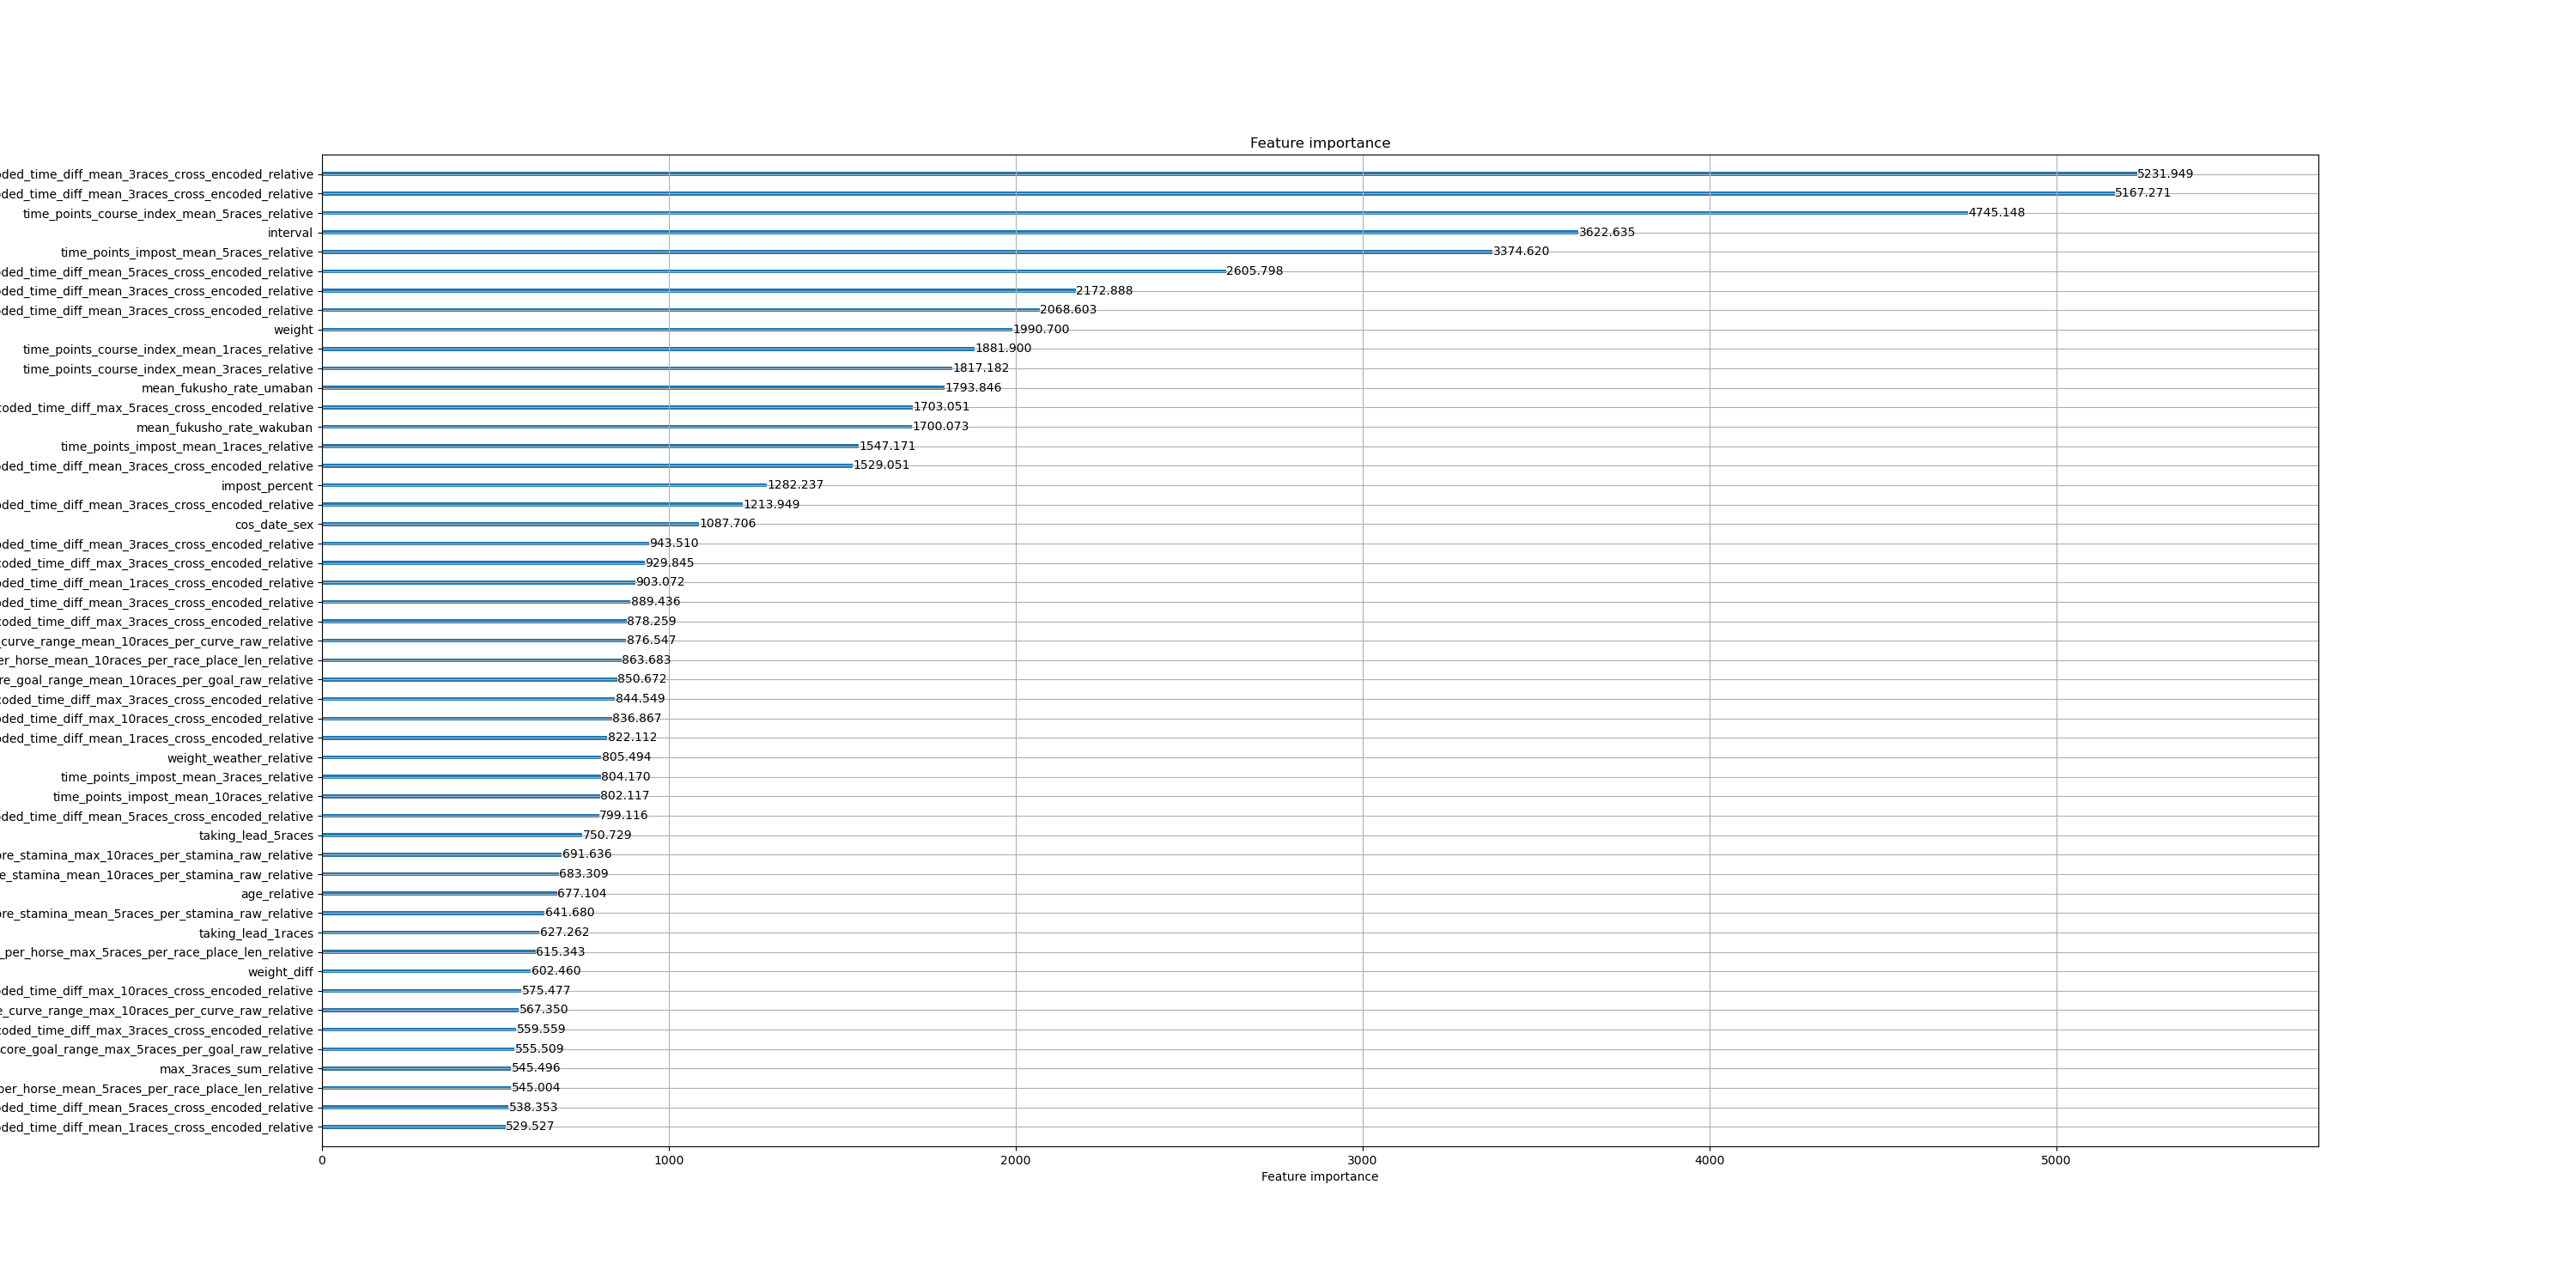 Feature importance
ded_time_diff_mean_3races_cross_encoded_relative 5231.949
ded_time_diff_mean_3races_cross_encoded_relative 5167.271
time_points_course_index_mean_5races_relative 4745.148
interval 3622.635
time_points_impost_mean_5races_relative 3374.620
ded_time_diff_mean_5races_cross_encoded_relative 2605.798
ded_time_diff_mean_3races_cross_encoded_relative 2172.888
ded_time_diff_mean_3races_cross_encoded_relative 2068.603
weight 1990.700
time_points_course_index_mean_1races_relative 1881.900
time_points_course_index_mean_3races_relative 1817.182
mean_fukusho_rate_umaban 1793.846
coded_time_diff_max_5races_cross_encoded_relative 1703.051
mean_fukusho_rate_wakuban 1700.073
time_points_impost_mean_1races_relative 1547.171
ded_time_diff_mean_3races_cross_encoded_relative 1529.051
impost_percent 1282.237
ded_time_diff_mean_3races_cross_encoded_relative 1213.949
cos_date_sex 1087.706
ded_time_diff_mean_3races_cross_encoded_relative 943.510
coded_time_diff_max_3races_cross_encoded_relative 929.845
ded_time_diff_mean_1races_cross_encoded_relative 903.072
ded_time_diff_mean_3races_cross_encoded_relative 889.436
coded_time_diff_max_3races_cross_encoded_relative 878.259
_curve_range_mean_10races_per_curve_raw_relative 876.547
er_horse_mean_10races_per_race_place_len_relative 863.683
re_goal_range_mean_10races_per_goal_raw_relative 850.672
coded_time_diff_max_3races_cross_encoded_relative 844.549
ded_time_diff_max_10races_cross_encoded_relative 836.867
ded_time_diff_mean_1races_cross_encoded_relative 822.112
weight_weather_relative 805.494
time_points_impost_mean_3races_relative 804.170
time_points_impost_mean_10races_relative 802.117
ded_time_diff_mean_5races_cross_encoded_relative 799.116
taking_lead_5races 750.729
ore_stamina_max_10races_per_stamina_raw_relative 691.636
e_stamina_mean_10races_per_stamina_raw_relative 683.309
age_relative 677.104
ore_stamina_mean_5races_per_stamina_raw_relative 641.680
taking_lead_1races 627.262
_per_horse_max_5races_per_race_place_len_relative 615.343
weight_diff 602.460
ded_time_diff_max_10races_cross_encoded_relative 575.477
e_curve_range_max_10races_per_curve_raw_relative 567.350
coded_time_diff_max_3races_cross_encoded_relative 559.559
core_goal_range_max_5races_per_goal_raw_relative 555.509
max_3races_sum_relative 545.496
per_horse_mean_5races_per_race_place_len_relative 545.004
ded_time_diff_mean_5races_cross_encoded_relative 538.353
ded_time_diff_mean_1races_cross_encoded_relative 529.527
0 1000 2000 3000 4000 5000
Feature importance